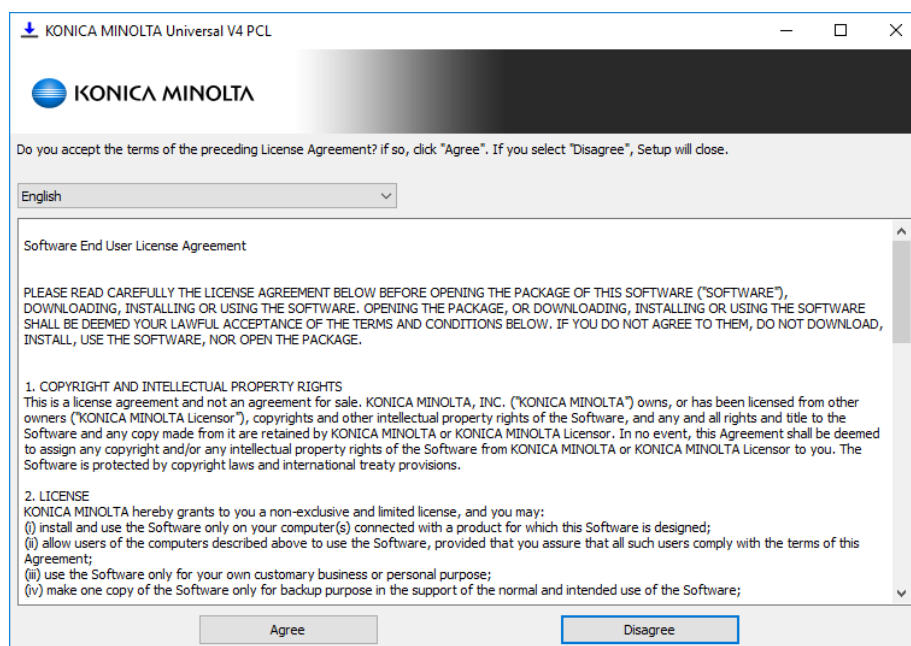 KONICA MINOLTA Universal V4 PCL
KONICA MINOLTA
Do you accept the terms of the preceding License Agreement? if so, click "Agree". If you select "Disagree", Setup will close.
English
Software End User License Agreement
PLEASE READ CAREFULLY THE LICENSE AGREEMENT BELOW BEFORE OPENING THE PACKAGE OF THIS SOFTWARE ("SOFTWARE"),
DOWNLOADING, INSTALLING OR USING THE SOFTWARE. OPENING THE PACKAGE, OR DOWNLOADING, INSTALLING OR USING THE SOFTWARE
SHALL BE DEEMED YOUR LAWFUL ACCEPTANCE OF THE TERMS AND CONDITIONS BELOW. IF YOU DO NOT AGREE TO THEM, DO NOT DOWNLOAD,
INSTALL, USE THE SOFTWARE, NOR OPEN THE PACKAGE.
1. COPYRIGHT AND INTELLECTUAL PROPERTY RIGHTS
This is a license agreement and not an agreement for sale. KONICA MINOLTA, INC. ("KONICA MINOLTA") owns, or has been licensed from other
owners ("KONICA MINOLTA Licensor"), copyrights and other intellectual property rights of the Software, and any and all rights and title to the
Software and any copy made from it are retained by KONICA MINOLTA or KONICA MINOLTA Licensor. In no event, this Agreement shall be deemed
to assign any copyright and/or any intellectual property rights of the Software from KONICA MINOLTA or KONICA MINOLTA Licensor to you. The
Software is protected by copyright laws and international treaty provisions.
2. LICENSE
KONICA MINOLTA hereby grants to you a non-exclusive and limited license, and you may:
(i) install and use the Software only on your computer(s) connected with a product for which this Software is designed;
(ii) allow users of the computers described above to use the Software, provided that you assure that all such users comply with the terms of this
Agreement;
(iii) use the Software only for your own customary business or personal purpose;
(iv) make one copy of the Software only for backup purpose in the support of the normal and intended use of the Software;
Agree
Disagree